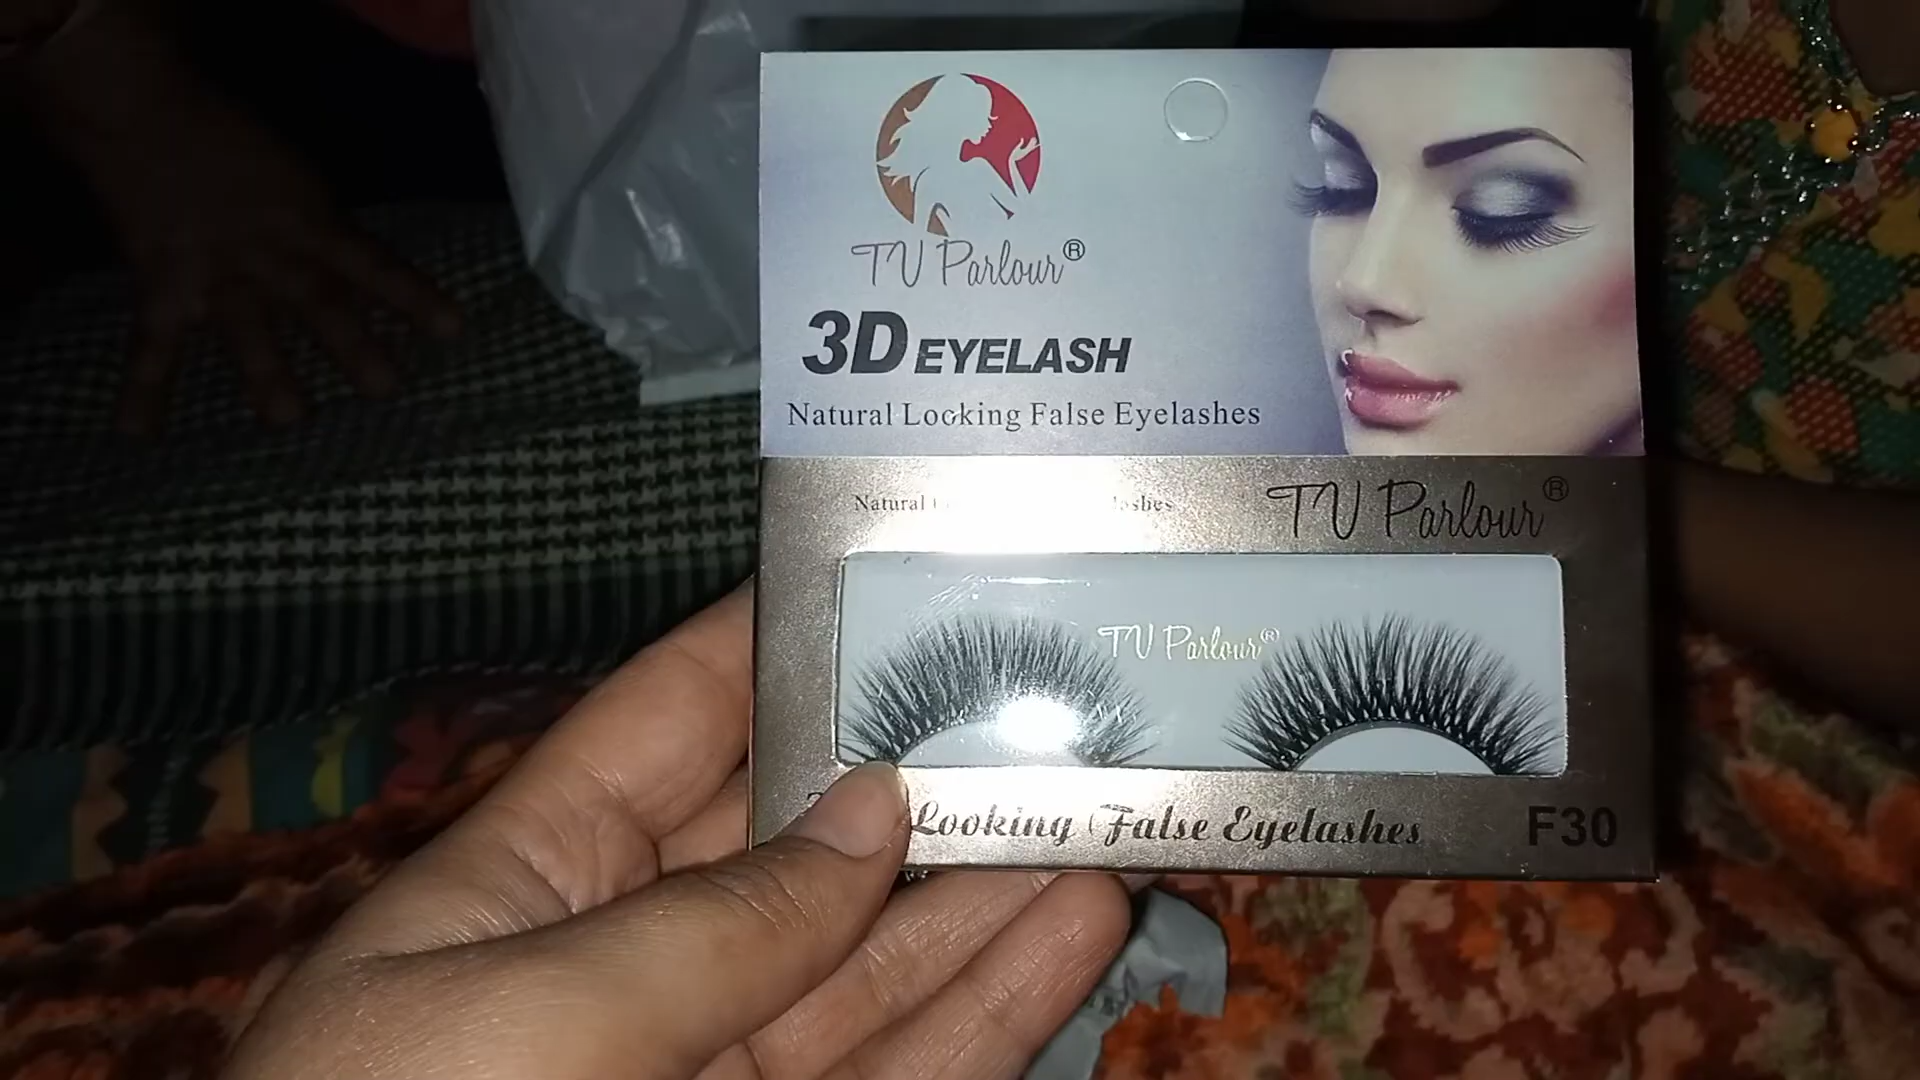 TV Parlour®
3D EYELASH
Natural Looking False Eyelashes
Natural lashes
TV Parlour®
TV Parlour®
Looking False Eyelashes
F30